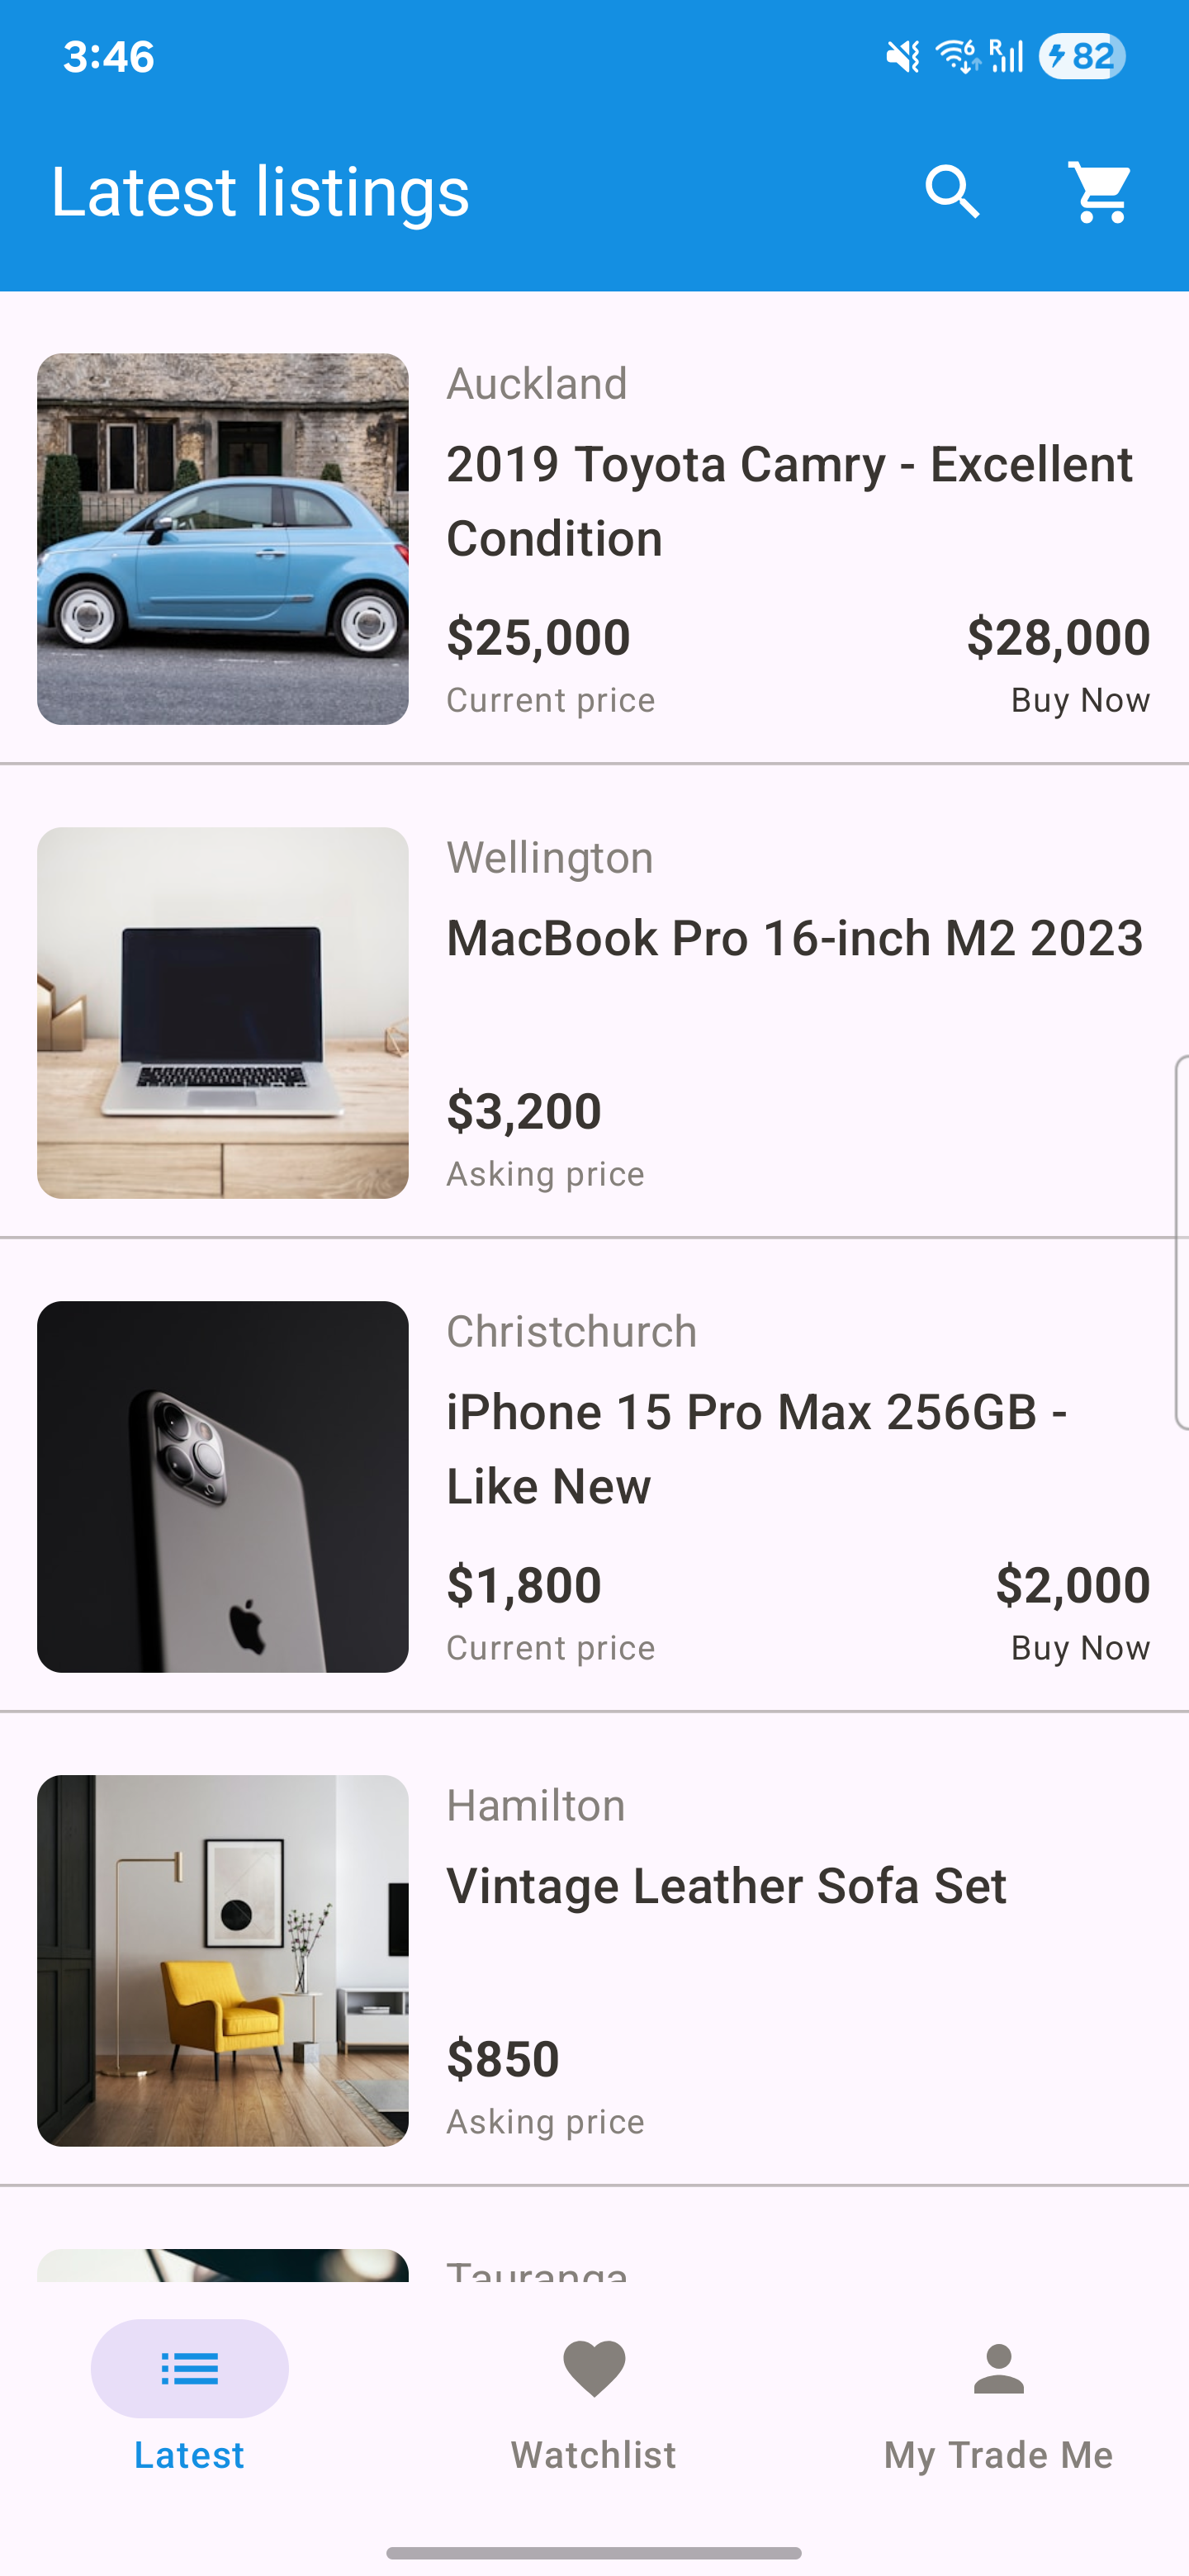 3:46
R
6
82
Latest listings
Auckland
2019 Toyota Camry - Excellent
Condition
$25,000
$28,000
Current price
Buy Now
Wellington
MacBook Pro 16-inch M2 2023
$3,200
Asking price
Christchurch
iPhone 15 Pro Max 256GB -
Like New
$1,800
$2,000
Current price
Buy Now
Hamilton
Vintage Leather Sofa Set
$850
Asking price
Tauranga
Latest
Watchlist
My Trade Me